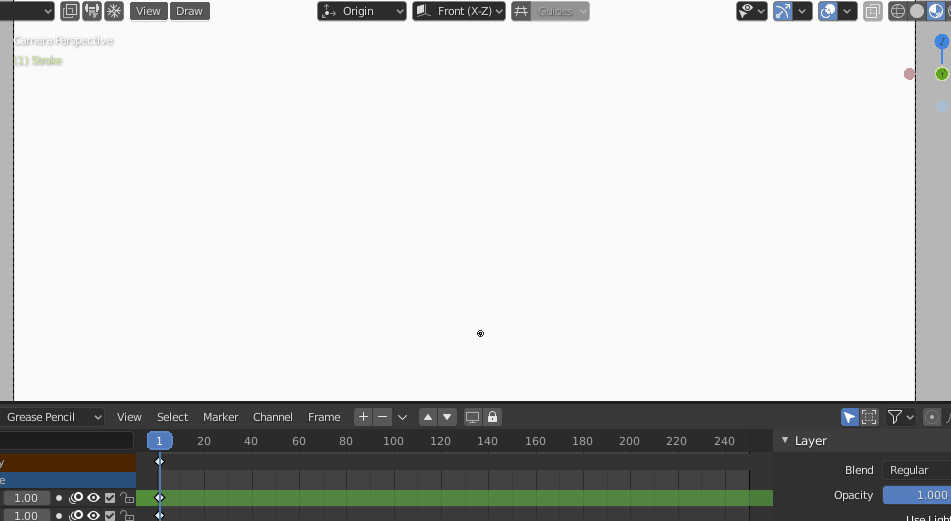 View Draw Origin Front (X-Z) Guides
Camera Perspective
(1) Stroke
Grease Pencil View Select Marker Channel Frame
1 20 40 60 80 100 120 140 160 180 200 220 240 Layer
y
Blend Regular
e
1.00 Opacity 1.000
1.00 Use Ligh